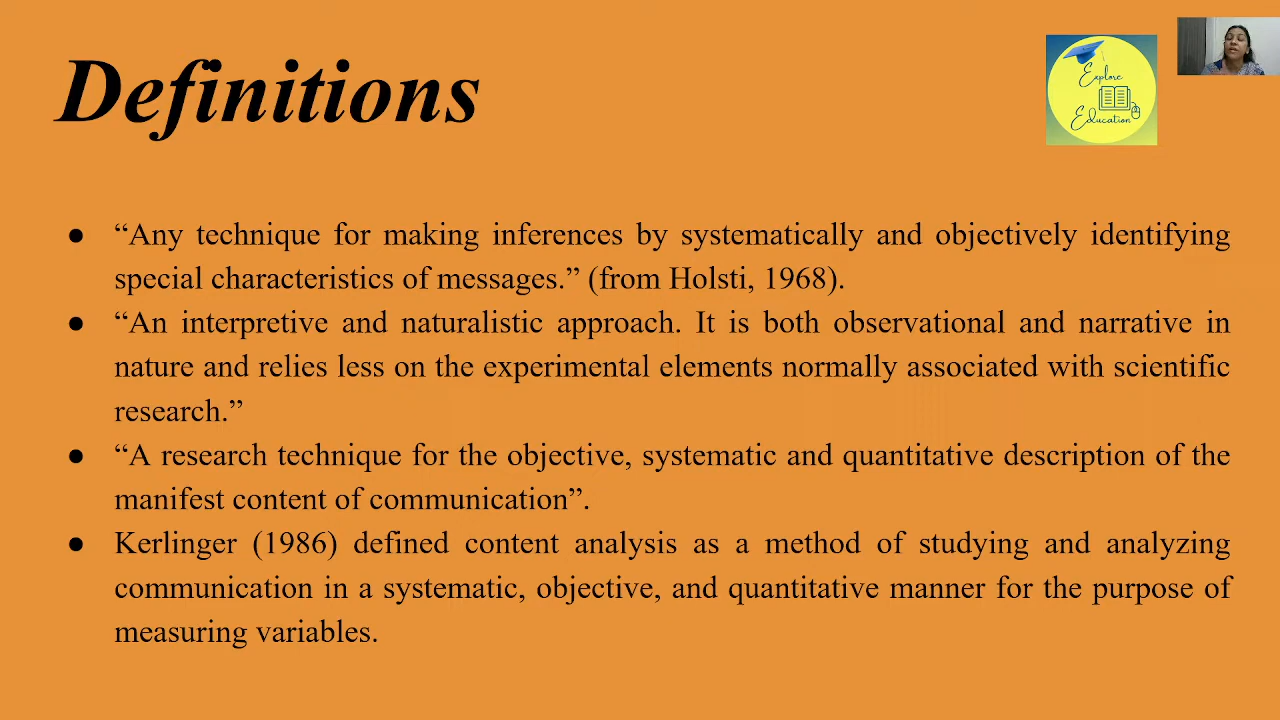 Definitions
Explore
Education
● “Any technique for making inferences by systematically and objectively identifying
special characteristics of messages.” (from Holsti, 1968).
● “An interpretive and naturalistic approach. It is both observational and narrative in
nature and relies less on the experimental elements normally associated with scientific
research.”
● “A research technique for the objective, systematic and quantitative description of the
manifest content of communication”.
● Kerlinger (1986) defined content analysis as a method of studying and analyzing
communication in a systematic, objective, and quantitative manner for the purpose of
measuring variables.